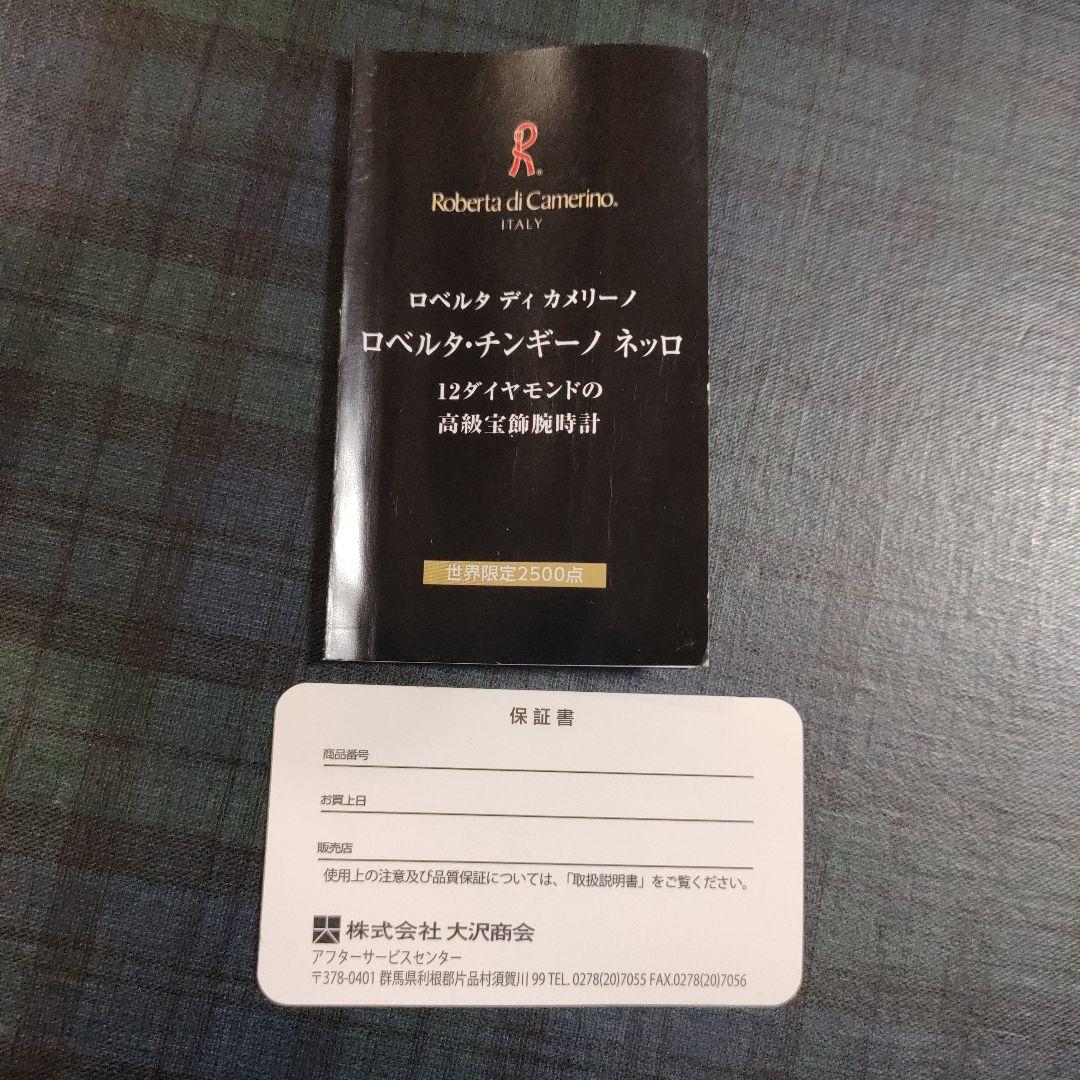 R®
Roberta di Camerino®
ITALY
ロベルタ ディ カメリーノ
ロベルタ・チンギーノ ネッロ
12ダイヤモンドの
高級宝飾腕時計
世界限定2500点
保証書
商品番号
お買上日
販売店
使用上の注意及び品質保証については、「取扱説明書」をご覧ください。
株式会社 大沢商会
アフターサービスセンター
〒378-0401 群馬県利根郡片品村須賀川 99 TEL. 0278(20)7055 FAX.0278(20)7056